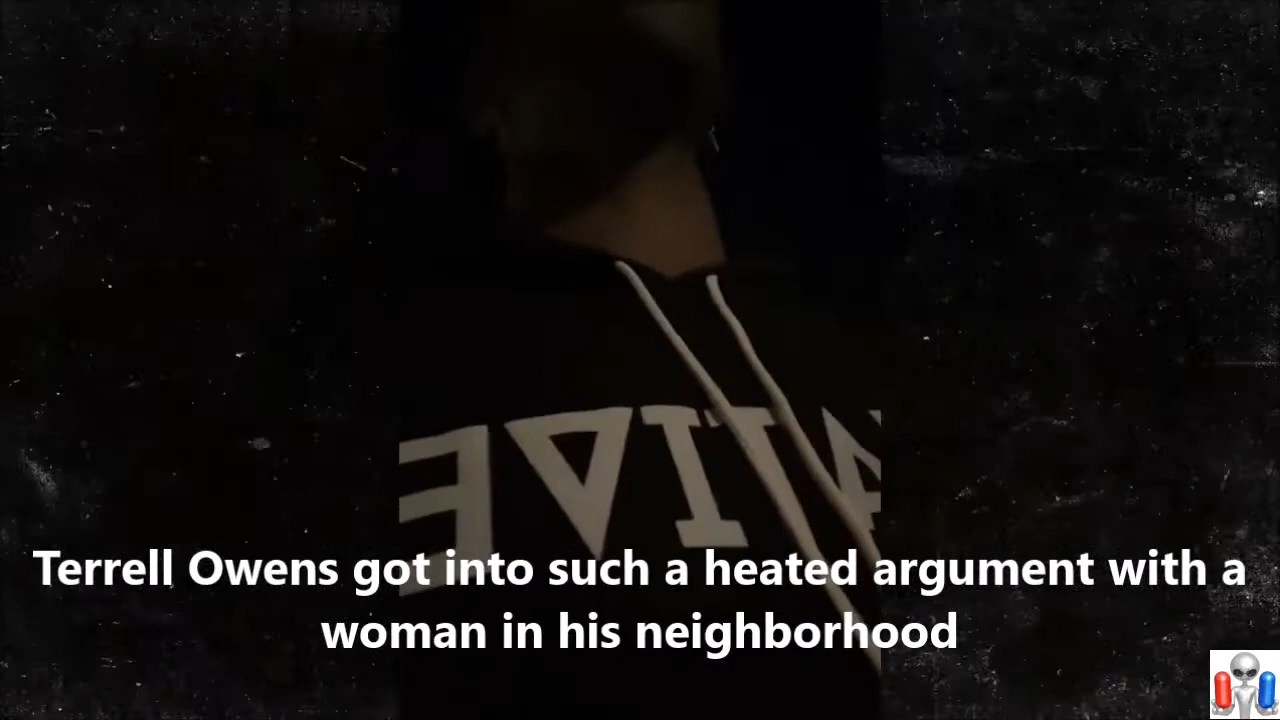 Terrell Owens got into such a heated argument with a
woman in his neighborhood